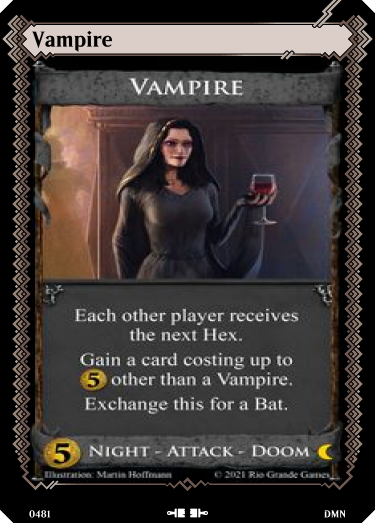 Vampire
VAMPIRE
Each other player receives
the next Hex.
Gain a card costing up to
5 other than a Vampire.
Exchange this for a Bat.
5 NIGHT - ATTACK - DOOM
Illustration: Martin Hoffmann © 2021 Rio Grande Games
0481 DMN